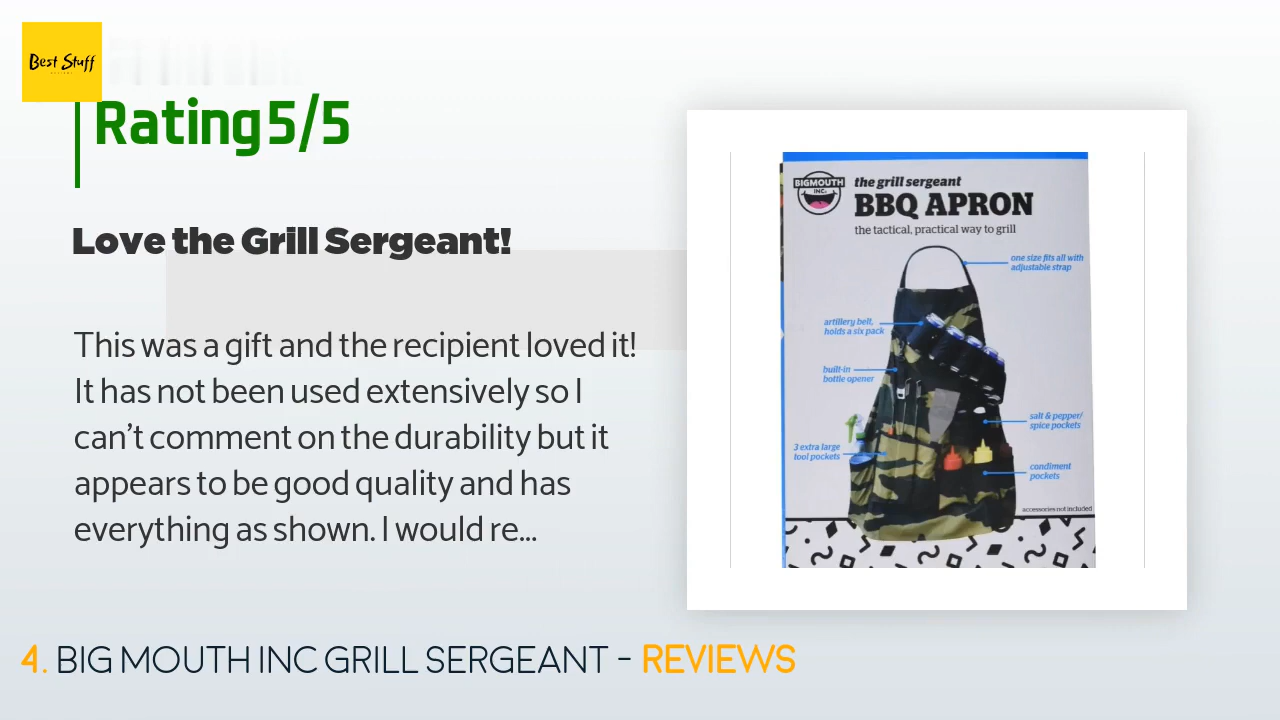 Best Stuff
Rating 5/5
Love the Grill Sergeant!
This was a gift and the recipient loved it!
It has not been used extensively so I
can't comment on the durability but it
appears to be good quality and has
everything as shown. I would re...
BIGMOUTH
INC.
the grill sergeant
BBQ APRON
the tactical, practical way to grill
one size fits all with
adjustable strap
artillery belt,
holds a six pack
built-in
bottle opener
salt & pepper/
spice pockets
3 extra large
tool pockets
condiment
pockets
accessories not included
4. BIG MOUTH INC GRILL SERGEANT - REVIEWS